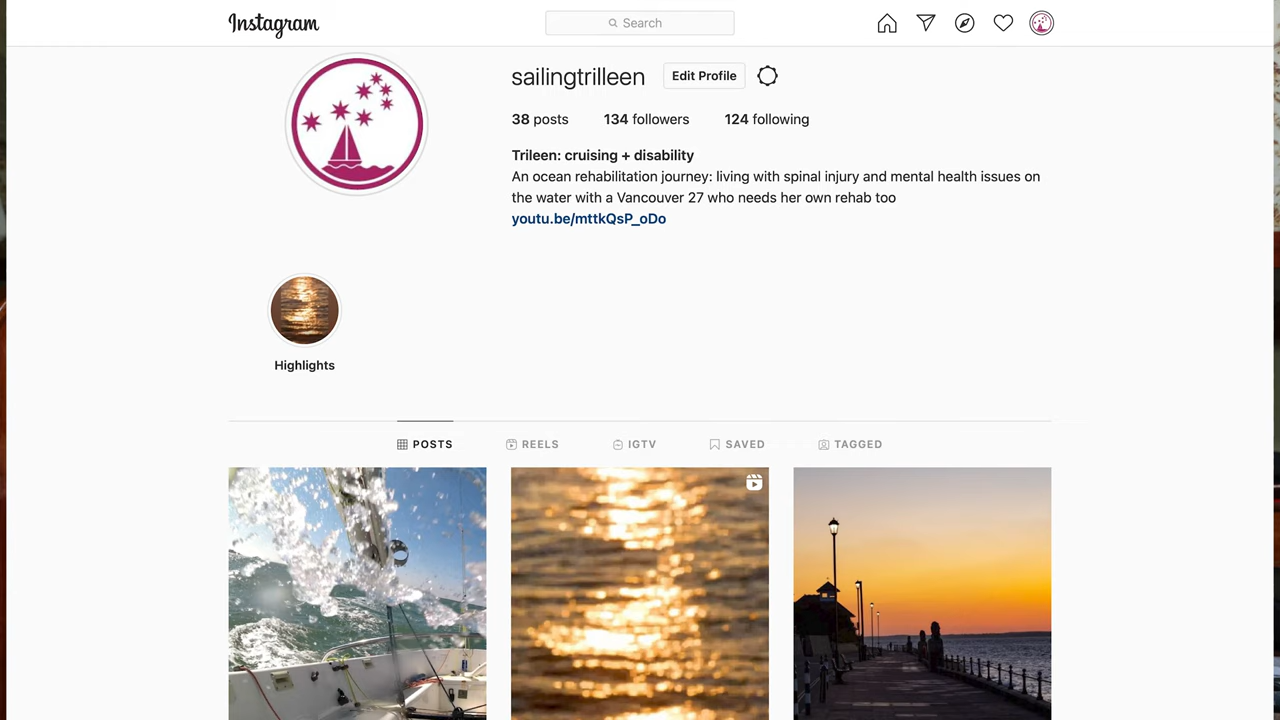 Instagram
Search
sailingtrilleen
Edit Profile
38 posts
134 followers
124 following
Trileen: cruising + disability
An ocean rehabilitation journey: living with spinal injury and mental health issues on
the water with a Vancouver 27 who needs her own rehab too
youtu.be/mttkQsP_oDo
Highlights
POSTS
REELS
IGTV
SAVED
TAGGED